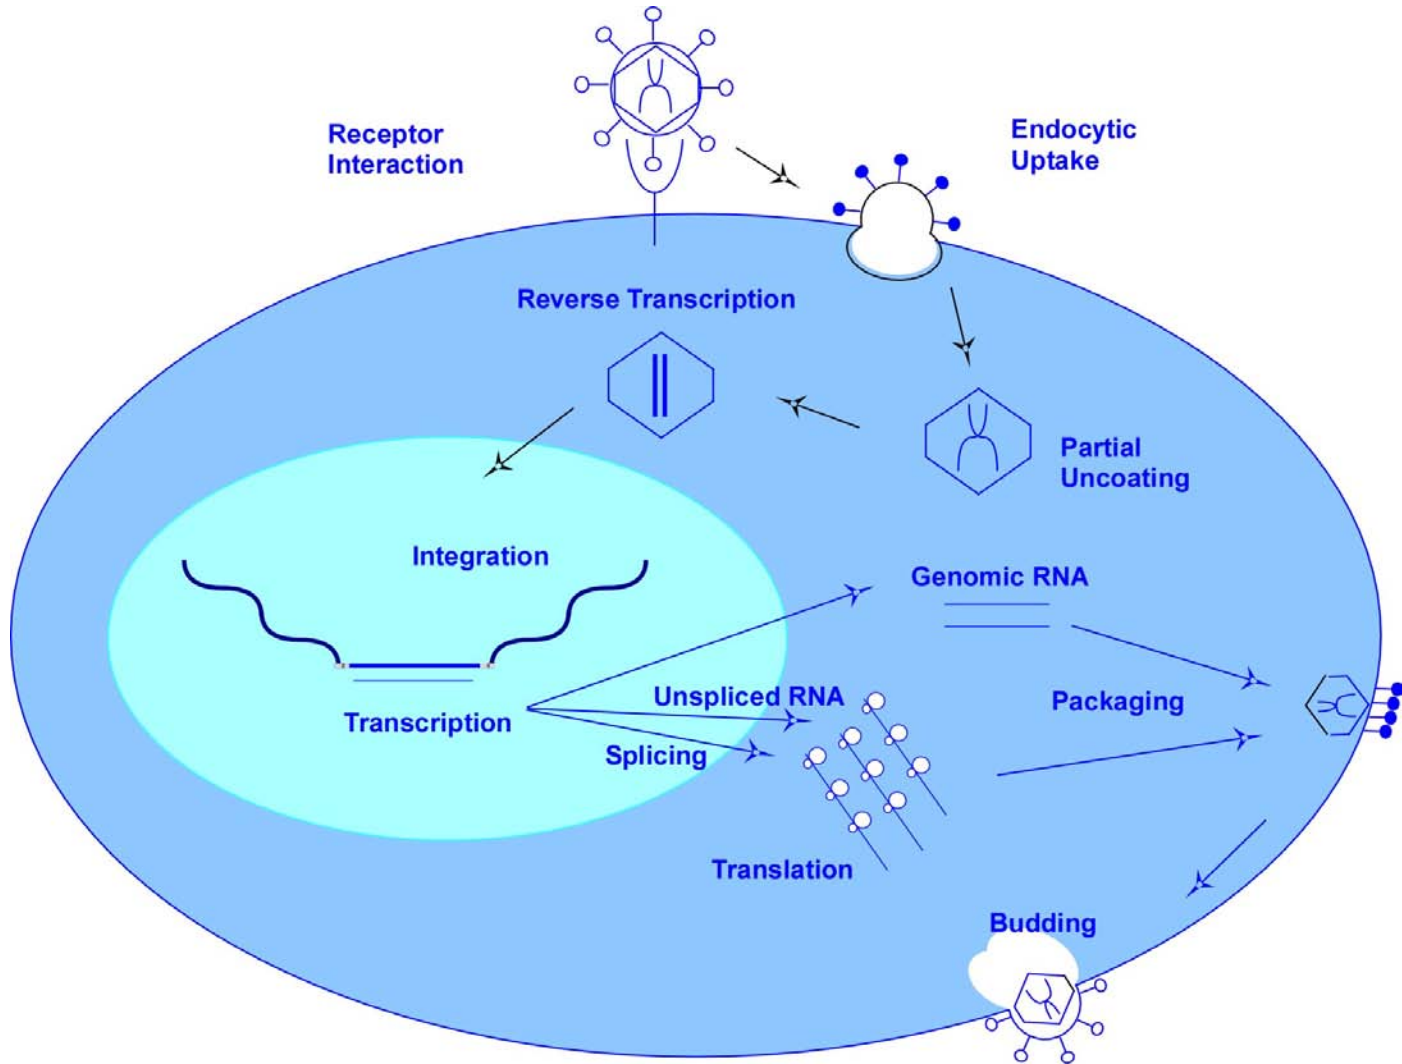 Receptor
Interaction
Endocytic
Uptake
Reverse Transcription
Partial
Uncoating
Integration
Genomic RNA
Unspliced RNA
Packaging
Transcription
Splicing
Translation
Budding